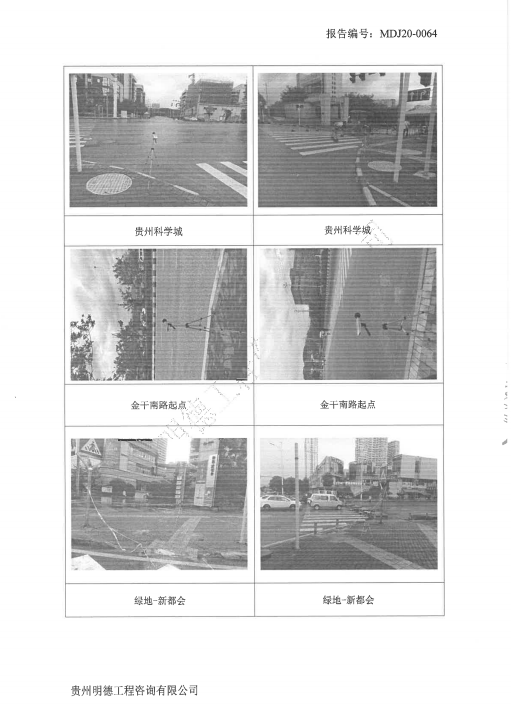 报告编号：MDJ20-0064
贵州科学城
贵州科学城
金干南路起点
金干南路起点
绿地-新都会
绿地-新都会
贵州明德工程咨询有限公司